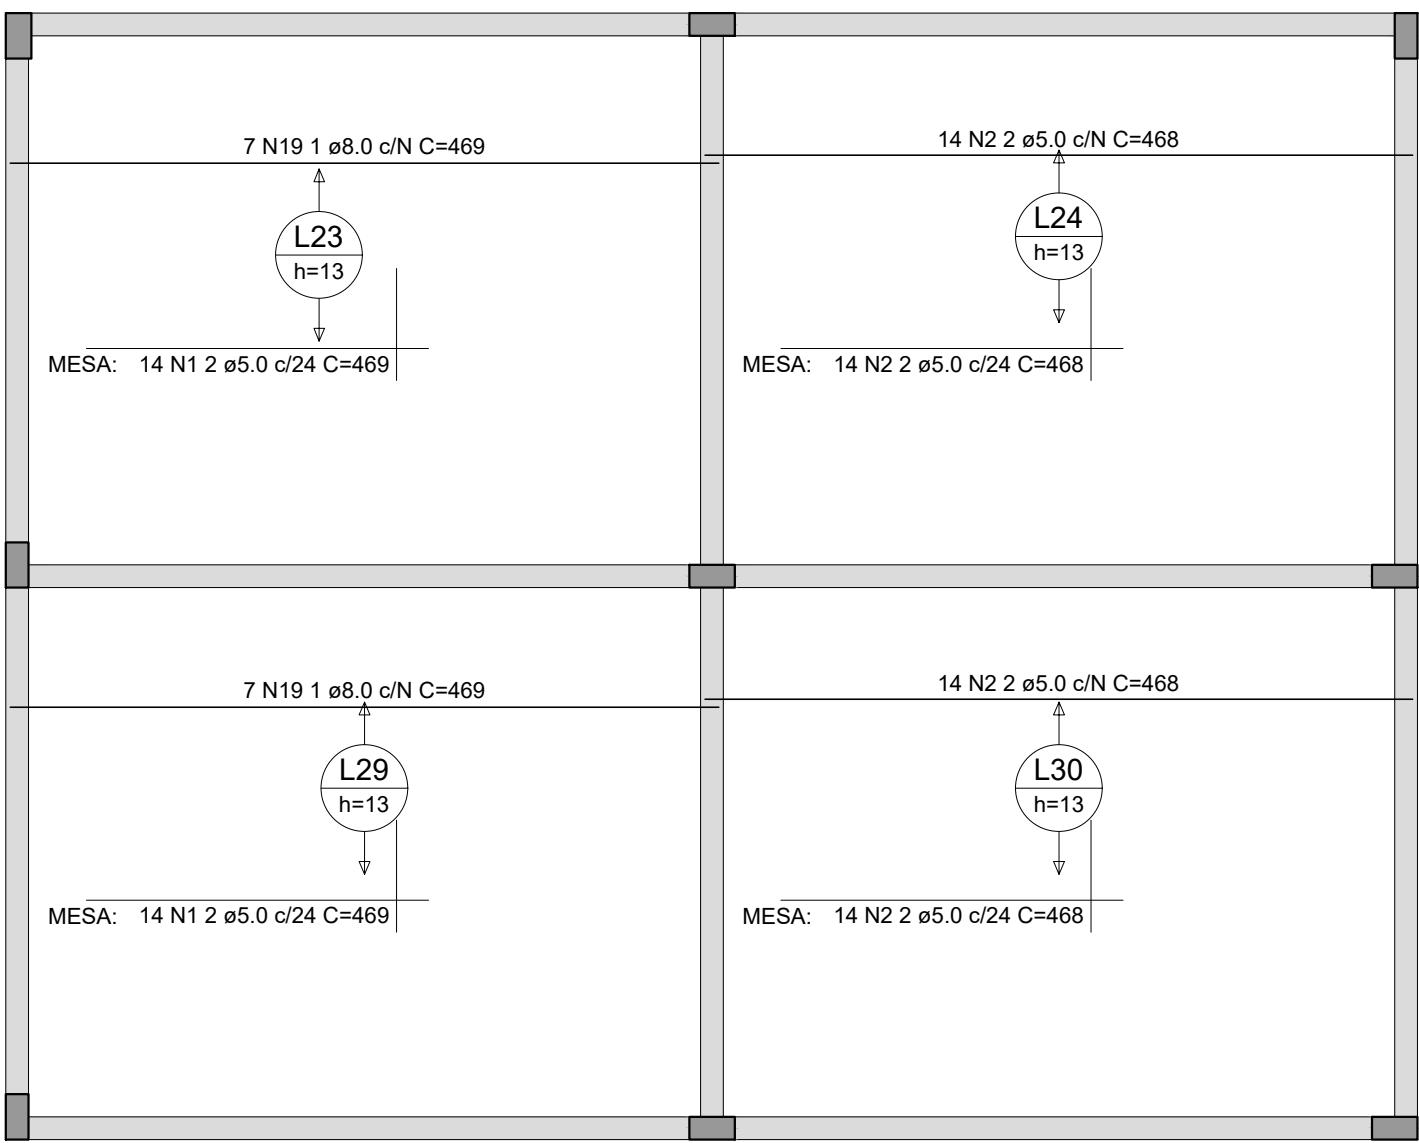 7 N19 1 ø8.0 c/N C=469
14 N2 2 ø5.0 c/N C=468
L23
h=13
L24
h=13
MESA: 14 N1 2 ø5.0 c/24 C=469
MESA: 14 N2 2 ø5.0 c/24 C=468
7 N19 1 ø8.0 c/N C=469
14 N2 2 ø5.0 c/N C=468
L29
h=13
L30
h=13
MESA: 14 N1 2 ø5.0 c/24 C=469
MESA: 14 N2 2 ø5.0 c/24 C=468